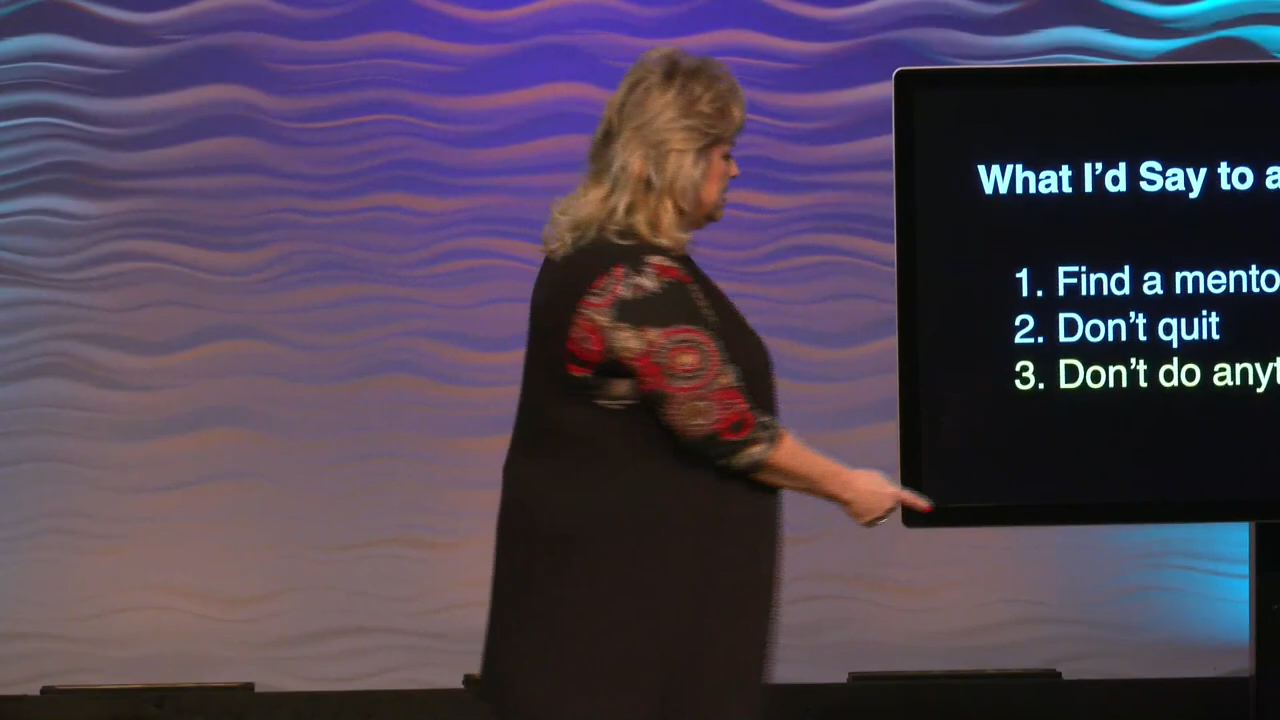 What I'd Say to a
1. Find a mento
2. Don't quit
3. Don't do anyt